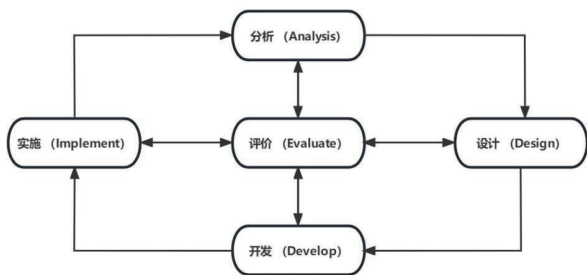 分析 （Analysis）
实施 （Implement）
评价 （Evaluate）
设计 （Design）
开发 （Develop）